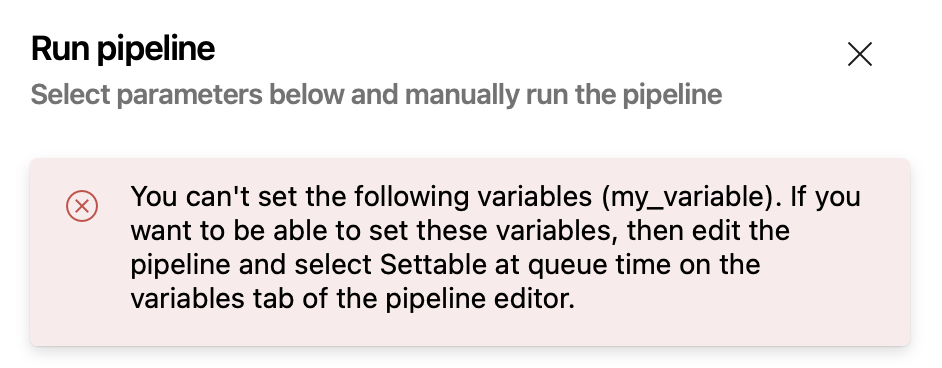 Run pipeline
Select parameters below and manually run the pipeline
You can't set the following variables (my_variable). If you
want to be able to set these variables, then edit the
pipeline and select Settable at queue time on the
variables tab of the pipeline editor.